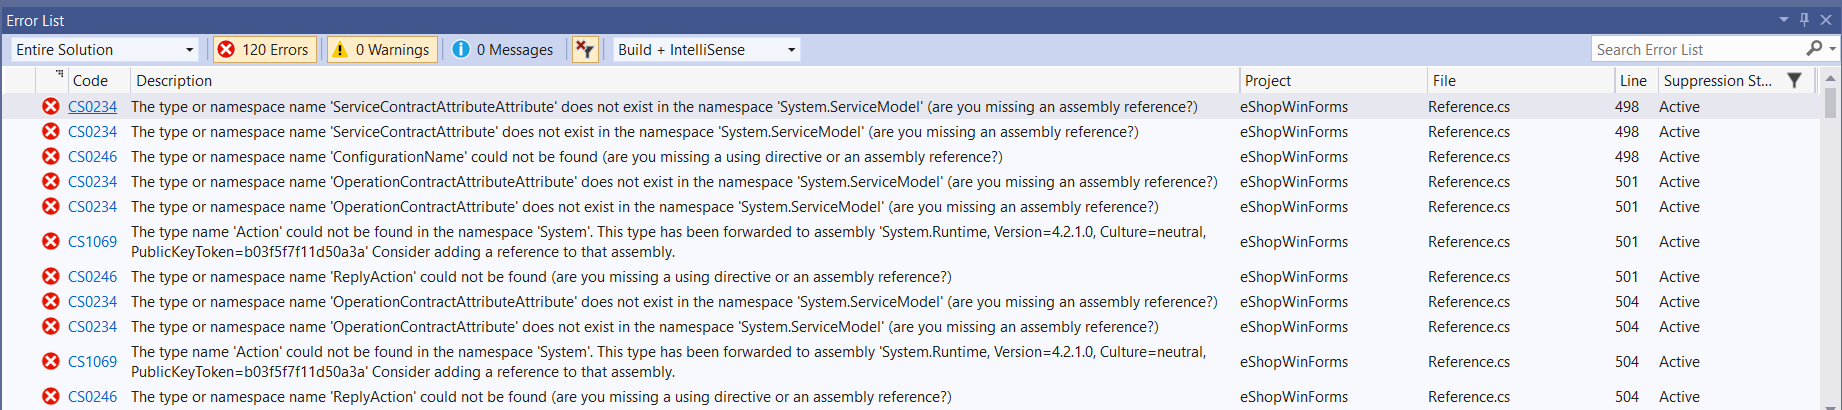 Error List
Entire Solution 120 Errors 0 Warnings 0 Messages Build + IntelliSense Search Error List
Code Description Project File Line Suppression St...
CS0234 The type or namespace name 'ServiceContractAttributeAttribute' does not exist in the namespace 'System.ServiceModel' (are you missing an assembly reference?) eShopWinForms Reference.cs 498 Active
CS0234 The type or namespace name 'ServiceContractAttribute' does not exist in the namespace 'System.ServiceModel' (are you missing an assembly reference?) eShopWinForms Reference.cs 498 Active
CS0246 The type or namespace name 'ConfigurationName' could not be found (are you missing a using directive or an assembly reference?) eShopWinForms Reference.cs 498 Active
CS0234 The type or namespace name 'OperationContractAttributeAttribute' does not exist in the namespace 'System.ServiceModel' (are you missing an assembly reference?) eShopWinForms Reference.cs 501 Active
CS0234 The type or namespace name 'OperationContractAttribute' does not exist in the namespace 'System.ServiceModel' (are you missing an assembly reference?) eShopWinForms Reference.cs 501 Active
CS1069 The type name 'Action' could not be found in the namespace 'System'. This type has been forwarded to assembly 'System.Runtime, Version=4.2.1.0, Culture=neutral,
PublicKeyToken=b03f5f7f11d50a3a' Consider adding a reference to that assembly. eShopWinForms Reference.cs 501 Active
CS0246 The type or namespace name 'ReplyAction' could not be found (are you missing a using directive or an assembly reference?) eShopWinForms Reference.cs 501 Active
CS0234 The type or namespace name 'OperationContractAttributeAttribute' does not exist in the namespace 'System.ServiceModel' (are you missing an assembly reference?) eShopWinForms Reference.cs 504 Active
CS0234 The type or namespace name 'OperationContractAttribute' does not exist in the namespace 'System.ServiceModel' (are you missing an assembly reference?) eShopWinForms Reference.cs 504 Active
CS1069 The type name 'Action' could not be found in the namespace 'System'. This type has been forwarded to assembly 'System.Runtime, Version=4.2.1.0, Culture=neutral,
PublicKeyToken=b03f5f7f11d50a3a' Consider adding a reference to that assembly. eShopWinForms Reference.cs 504 Active
CS0246 The type or namespace name 'ReplyAction' could not be found (are you missing a using directive or an assembly reference?) eShopWinForms Reference.cs 504 Active